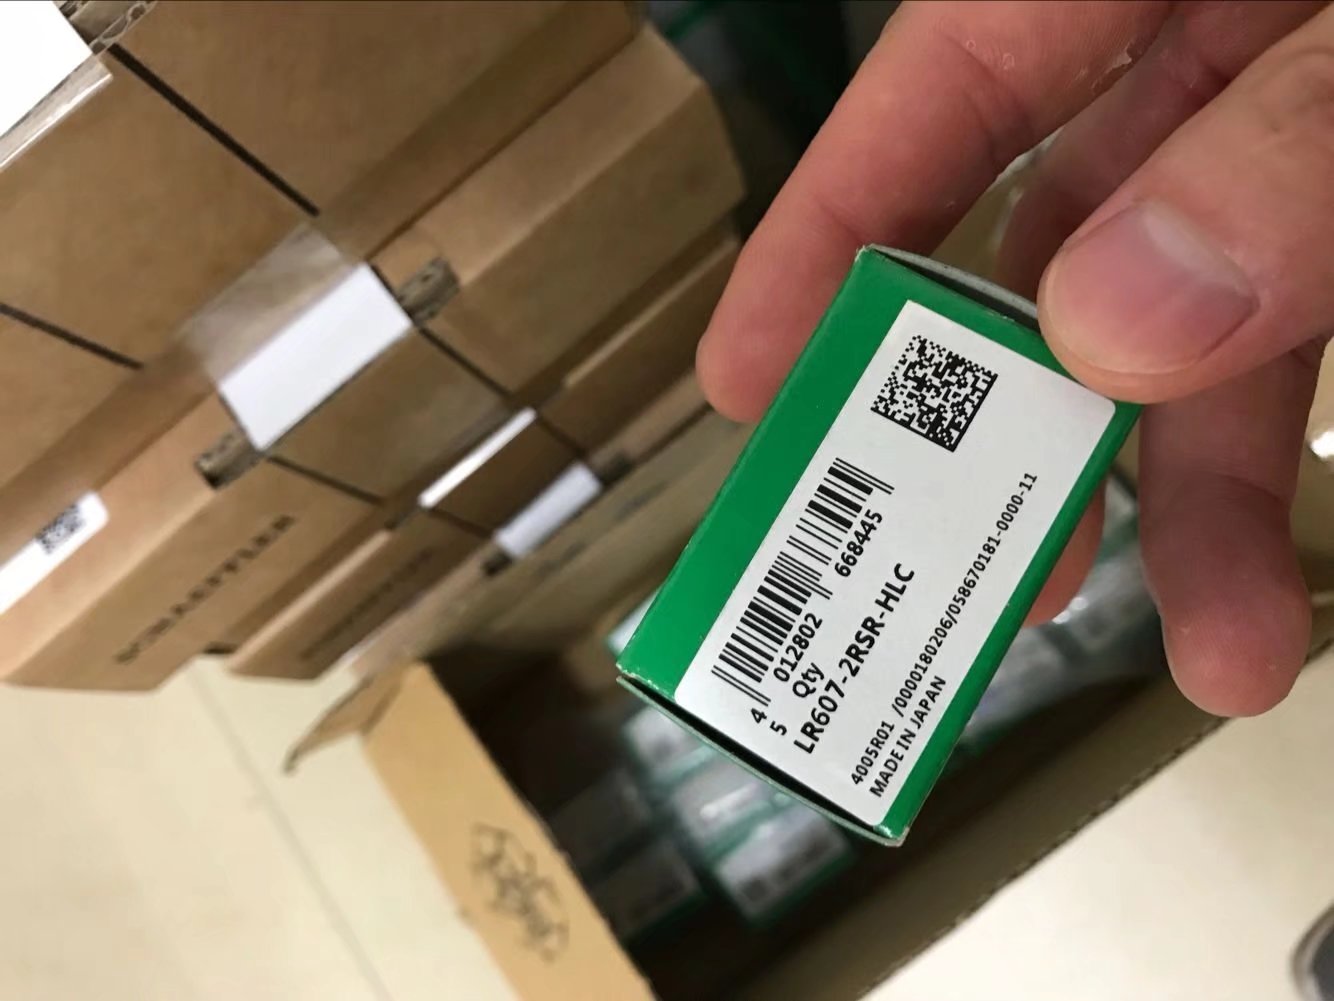 SCHAEFFLER
4 012802 668445
5 Qty
LR607-2RSR-HLC
4005R01 /0000180206/058670181-0000-11
MADE IN JAPAN